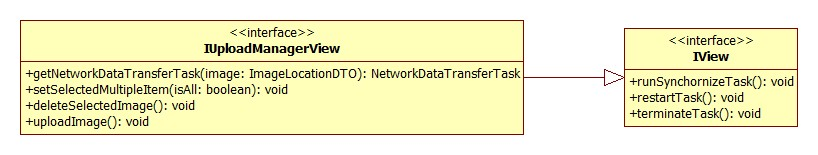 <<interface>>
IUploadManagerView
+getNetworkDataTransferTask(image: ImageLocationDTO): NetworkDataTransferTask
+setSelectedMultipleItem(isAll: boolean): void
+deleteSelectedImage(): void
+uploadImage(): void
<<interface>>
IView
+runSynchornizeTask(): void
+restartTask(): void
+terminateTask(): void